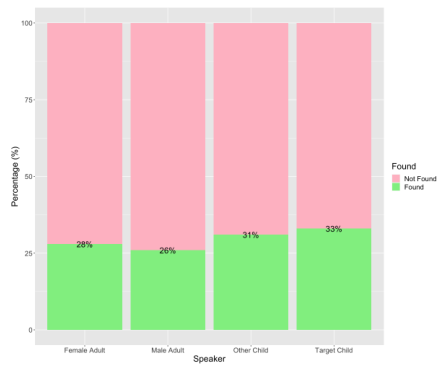 100-
75-
50-
25-
0-
Percentage (%)
28%
26%
31%
33%
Female Adult
Male Adult
Other Child
Target Child
Speaker
Found
Not Found
Found